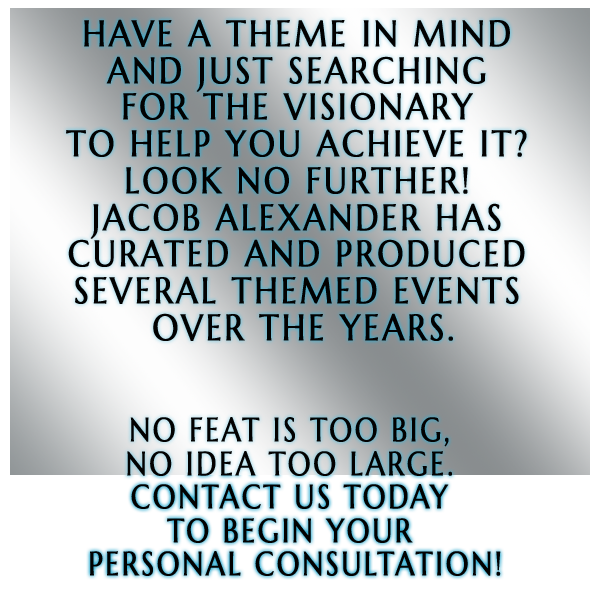 HAVE A THEME IN MIND
AND JUST SEARCHING
FOR THE VISIONARY
TO HELP YOU ACHIEVE IT?
LOOK NO FURTHER!
JACOB ALEXANDER HAS
CURATED AND PRODUCED
SEVERAL THEMED EVENTS
OVER THE YEARS.
NO FEAT IS TOO BIG,
NO IDEA TOO LARGE.
CONTACT US TODAY
TO BEGIN YOUR
PERSONAL CONSULTATION!